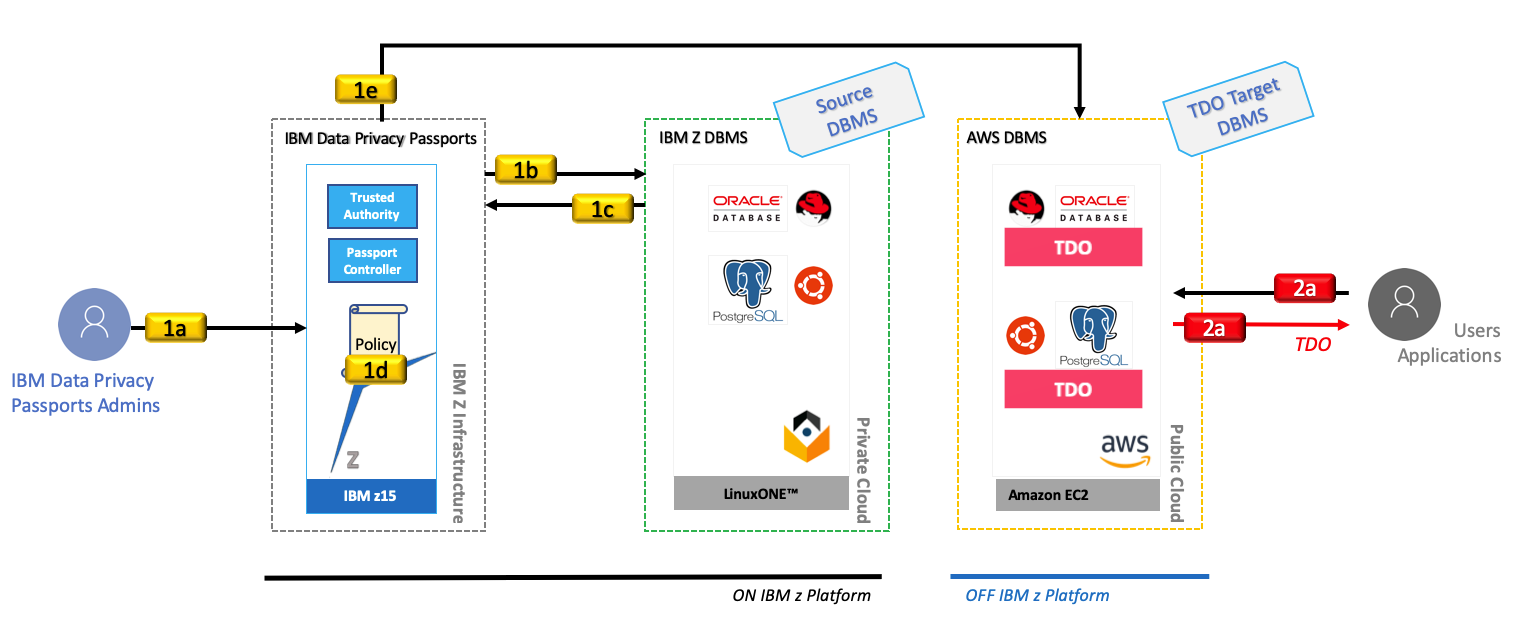 1e
IBM Data Privacy Passports
Trusted
Authority
Passport
Controller
1a
IBM Data Privacy
Passports Admins
Policy
1d
Z
IBM z15
IBM Z Infrastructure
1b
1c
Source
DBMS
IBM Z DBMS
ORACLE
DATABASE
PostgreSQL
LinuxONE™
Private Cloud
TDO Target
DBMS
AWS DBMS
ORACLE
DATABASE
TDO
PostgreSQL
TDO
aws
Amazon EC2
Public Cloud
2a
2a
TDO
Users
Applications
ON IBM z Platform
OFF IBM z Platform